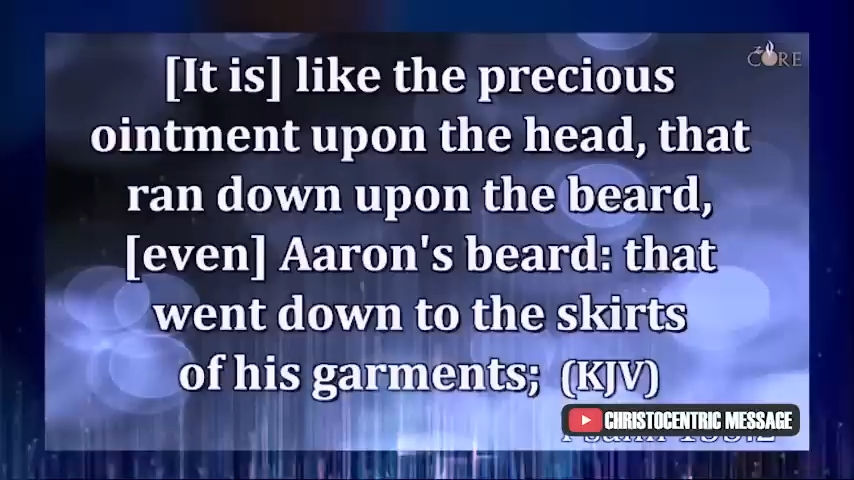 THE CORE
[It is] like the precious
ointment upon the head, that
ran down upon the beard,
[even] Aaron's beard: that
went down to the skirts
of his garments; (KJV)
CHRISTOCENTRIC MESSAGE